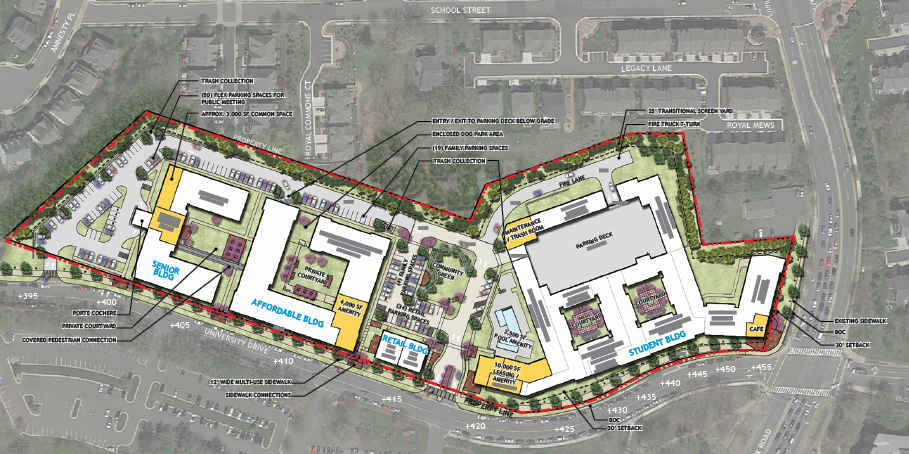 SCHOOL STREET
AMNESTY PL
LEGACY LANE
ROYAL COMMONS CT
ROYAL MEWS
TRASH COLLECTION
(90) FLEX PARKING SPACES FOR
PUBLIC MEETING
APPROX. 3,000 SF COMMON SPACE
ENTRY / EXIT TO PARKING DECK BELOW GRADE
ENCLOSED DOG PARK AREA
(19) FAMILY PARKING SPACES
TRASH COLLECTION
25' TRANSITIONAL SCREEN YARD
FIRE TRUCK T-TURN
PROPERTY LINE
FIRE LANE
MAINTENANCE
/ TRASH ROOM
PARKING DECK
COMMUNITY
GREEN
PRIVATE
COURTYARD
SENIOR
BLDG
AFFORDABLE BLDG
4,000 SF
AMENITY
RETAIL BLDG
POOL AMENITY
10,000 SF
LEASING /
AMENITY
COURTYARD
COURTYARD
STUDENT BLDG
CAFE
PORTE COCHERE
PRIVATE COURTYARD
COVERED PEDESTRIAN CONNECTION
12' WIDE MULTI-USE SIDEWALK
SIDEWALK CONNECTIONS
UNIVERSITY DRIVE
PROPERTY LINE
EXISTING SIDEWALK
BOC
30' SETBACK
BOC
30' SETBACK
+395
+400
+405
+410
+415
+420
+425
+430
+435
+440
+445
+450
+455
ROAD